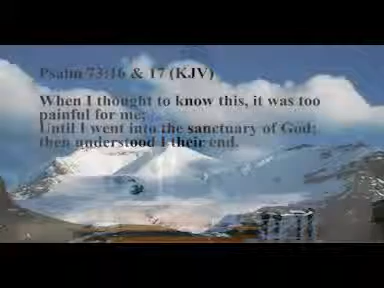 Psalm 73:16 & 17 (KJV)
When I thought to know this, it was too
painful for me;
Until I went into the sanctuary of God;
then understood I their end.